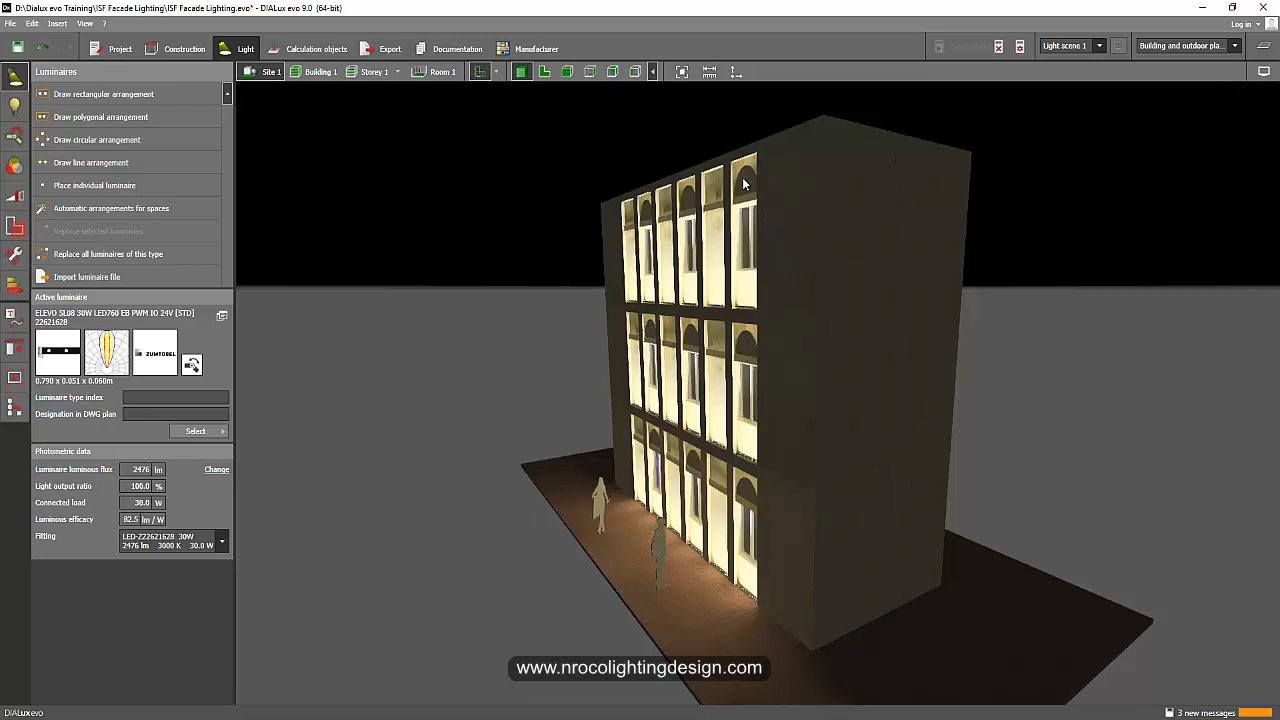 D:\Dialux evo Training\ISF Facade Lighting\ISF Facade Lighting.evo* - DIALux evo 9.0 (64-bit)
File Edit Insert View ?
Log in
Project Construction Light Calculation objects Export Documentation Manufacturer
Light scene 1 Building and outdoor pla...
Luminaires
Site 1 Building 1 Storey 1 Room 1
Draw rectangular arrangement
Draw polygonal arrangement
Draw circular arrangement
Draw line arrangement
Place individual luminaire
Automatic arrangements for spaces
Replace selected luminaires
Replace all luminaires of this type
Import luminaire file
Active luminaire
ELEVO SL08 30W LED760 EB PWM IO 24V [STD]
22621628
ZUMTOBEL
0.790 x 0.051 x 0.060m
Luminaire type index
Designation in DWG plan
Select
Photometric data
Luminaire luminous flux 2476 lm Change
Light output ratio 100.0 %
Connected load 30.0 W
Luminous efficacy 82.5 lm / W
Fitting LED-Z22621628 30W
2476 lm 3000 K 30.0 W
www.nrocolightingdesign.com
DIALux evo
3 new messages